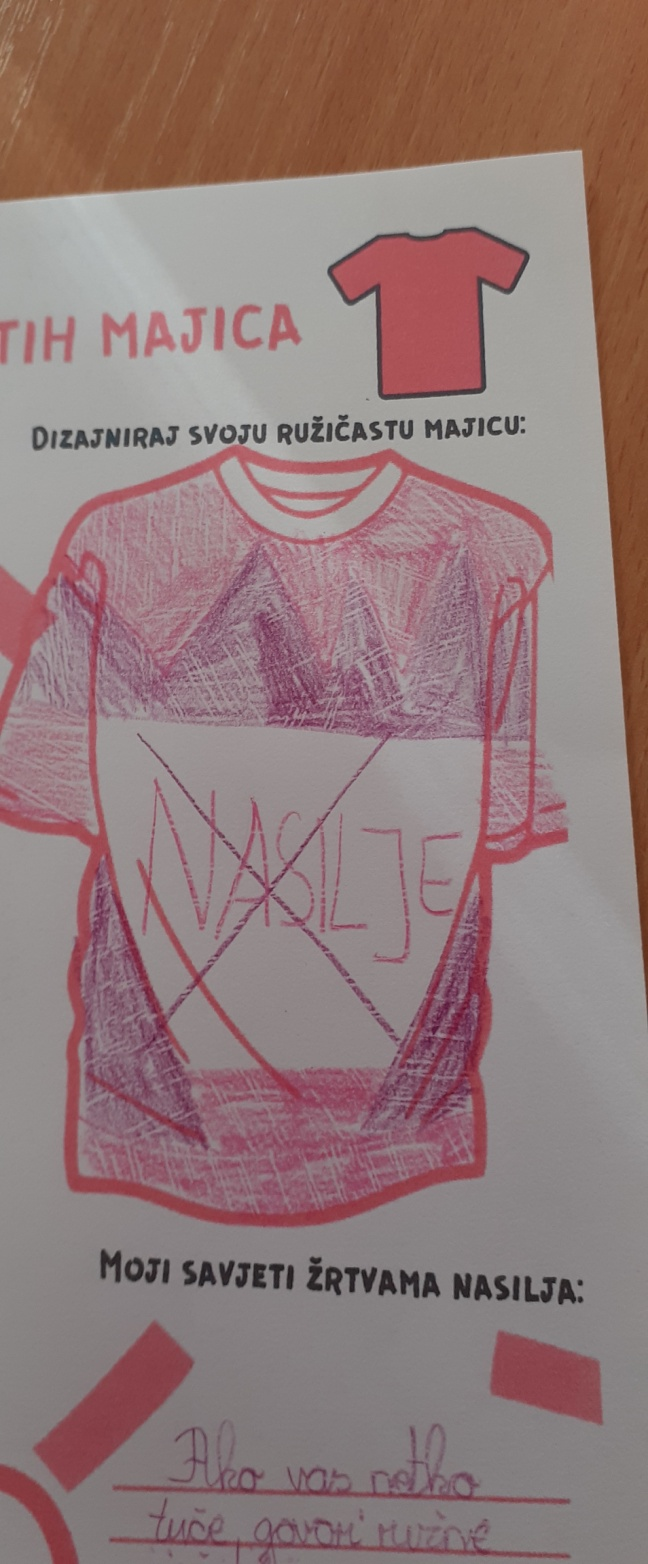 TIH MAJICA
DIZAJNIRAJ SVOJU RUŽIČASTU MAJICU:
NASILJE
MOJI SAVJETI ŽRTVAMA NASILJA:
Ako vas netko
tuče, govori ružne